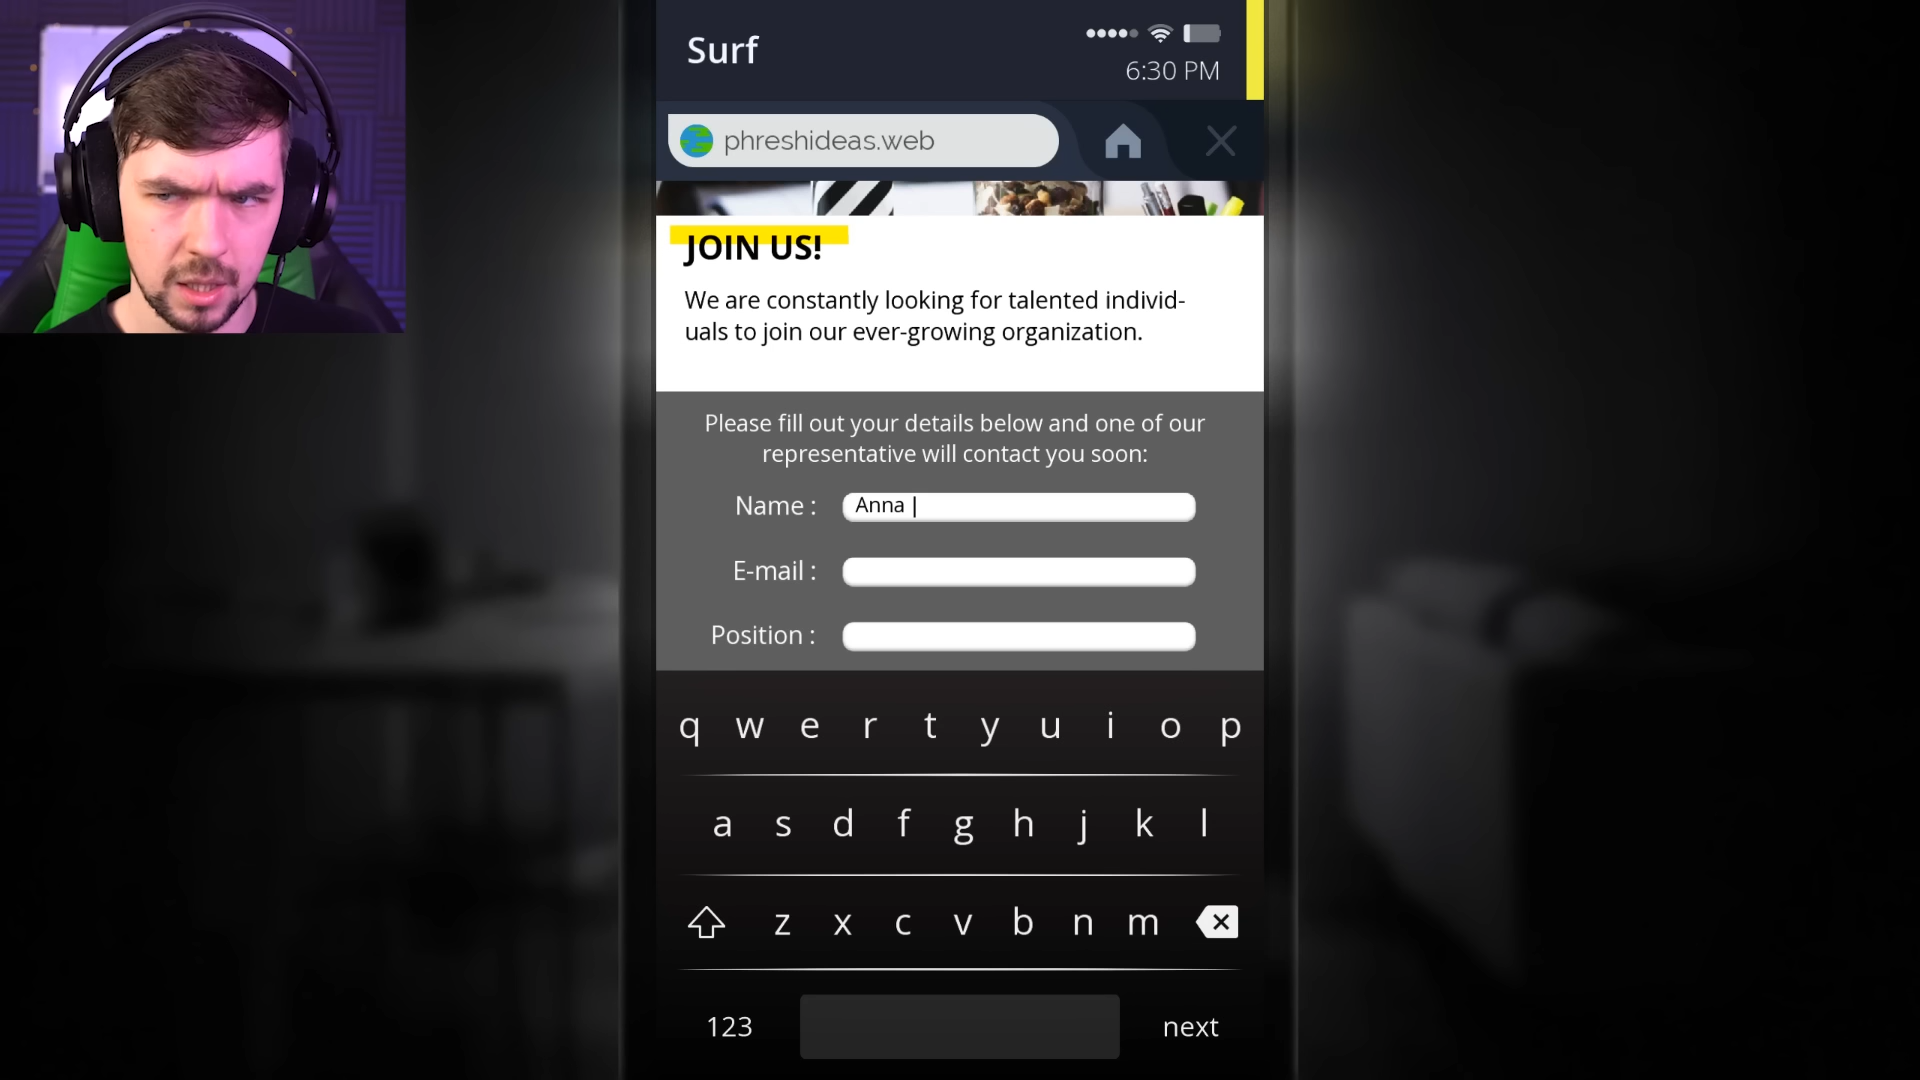 Surf
6:30 PM
phreshideas.web
JOIN US!
We are constantly looking for talented individ-
uals to join our ever-growing organization.
Please fill out your details below and one of our
representative will contact you soon:
Name : Anna
E-mail :
Position :
q w e r t y u i o p
a s d f g h j k l
z x c v b n m
123 next